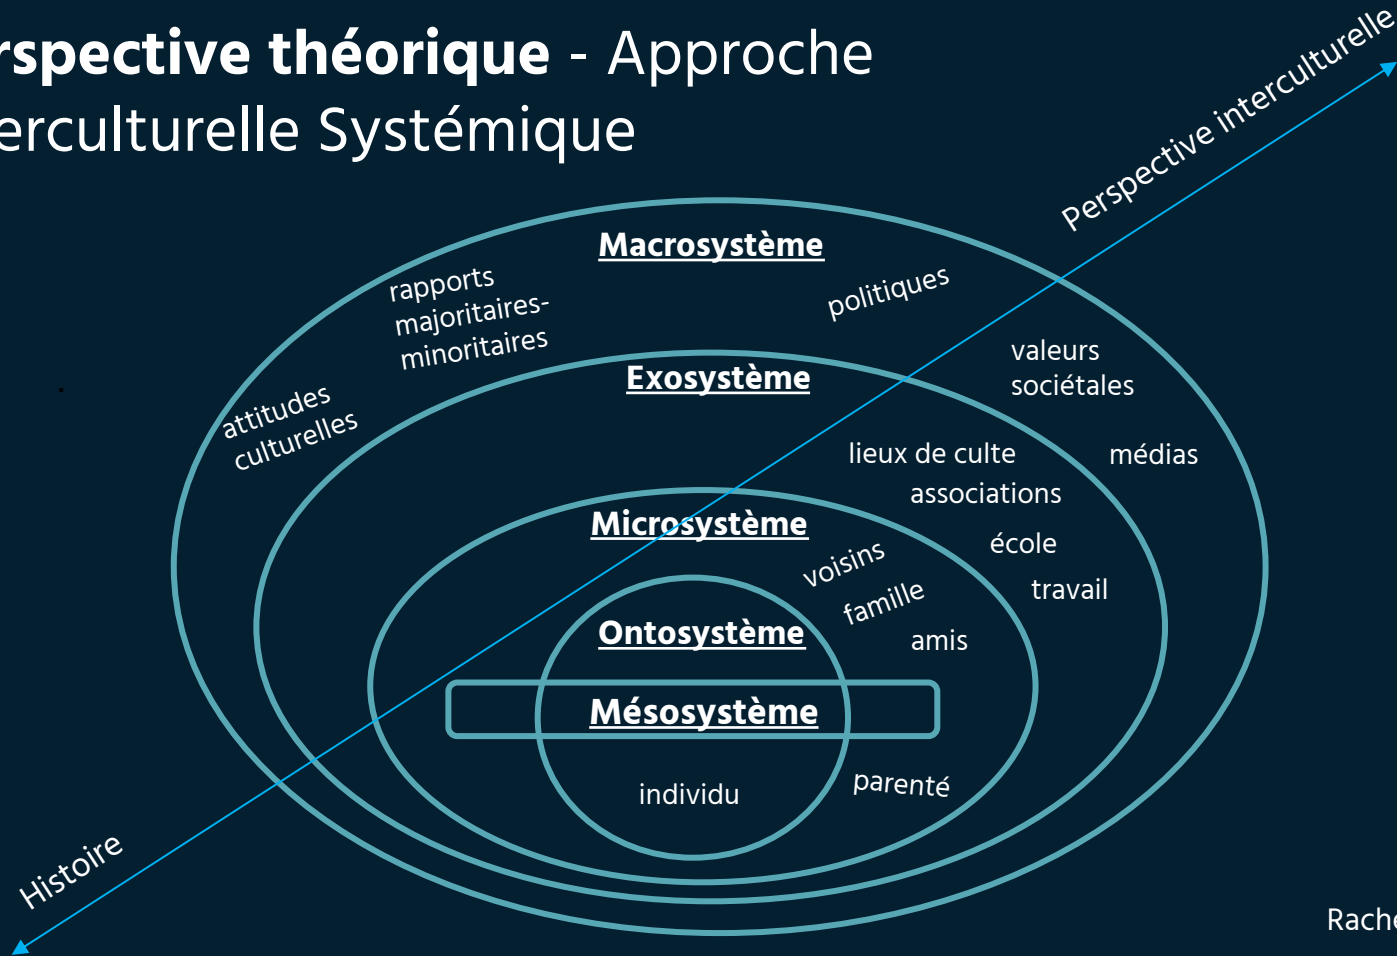 rspective théorique - Approche
erculturelle Systémique
Perspective interculturelle
Macrosystème
rapports
majoritaires-
minoritaires
politiques
valeurs
sociétales
Exosystème
attitudes
culturelles
lieux de culte
médias
associations
Microsystème
école
voisins
travail
famille
Ontosystème
amis
Mésosystème
individu
parenté
Histoire
Rache